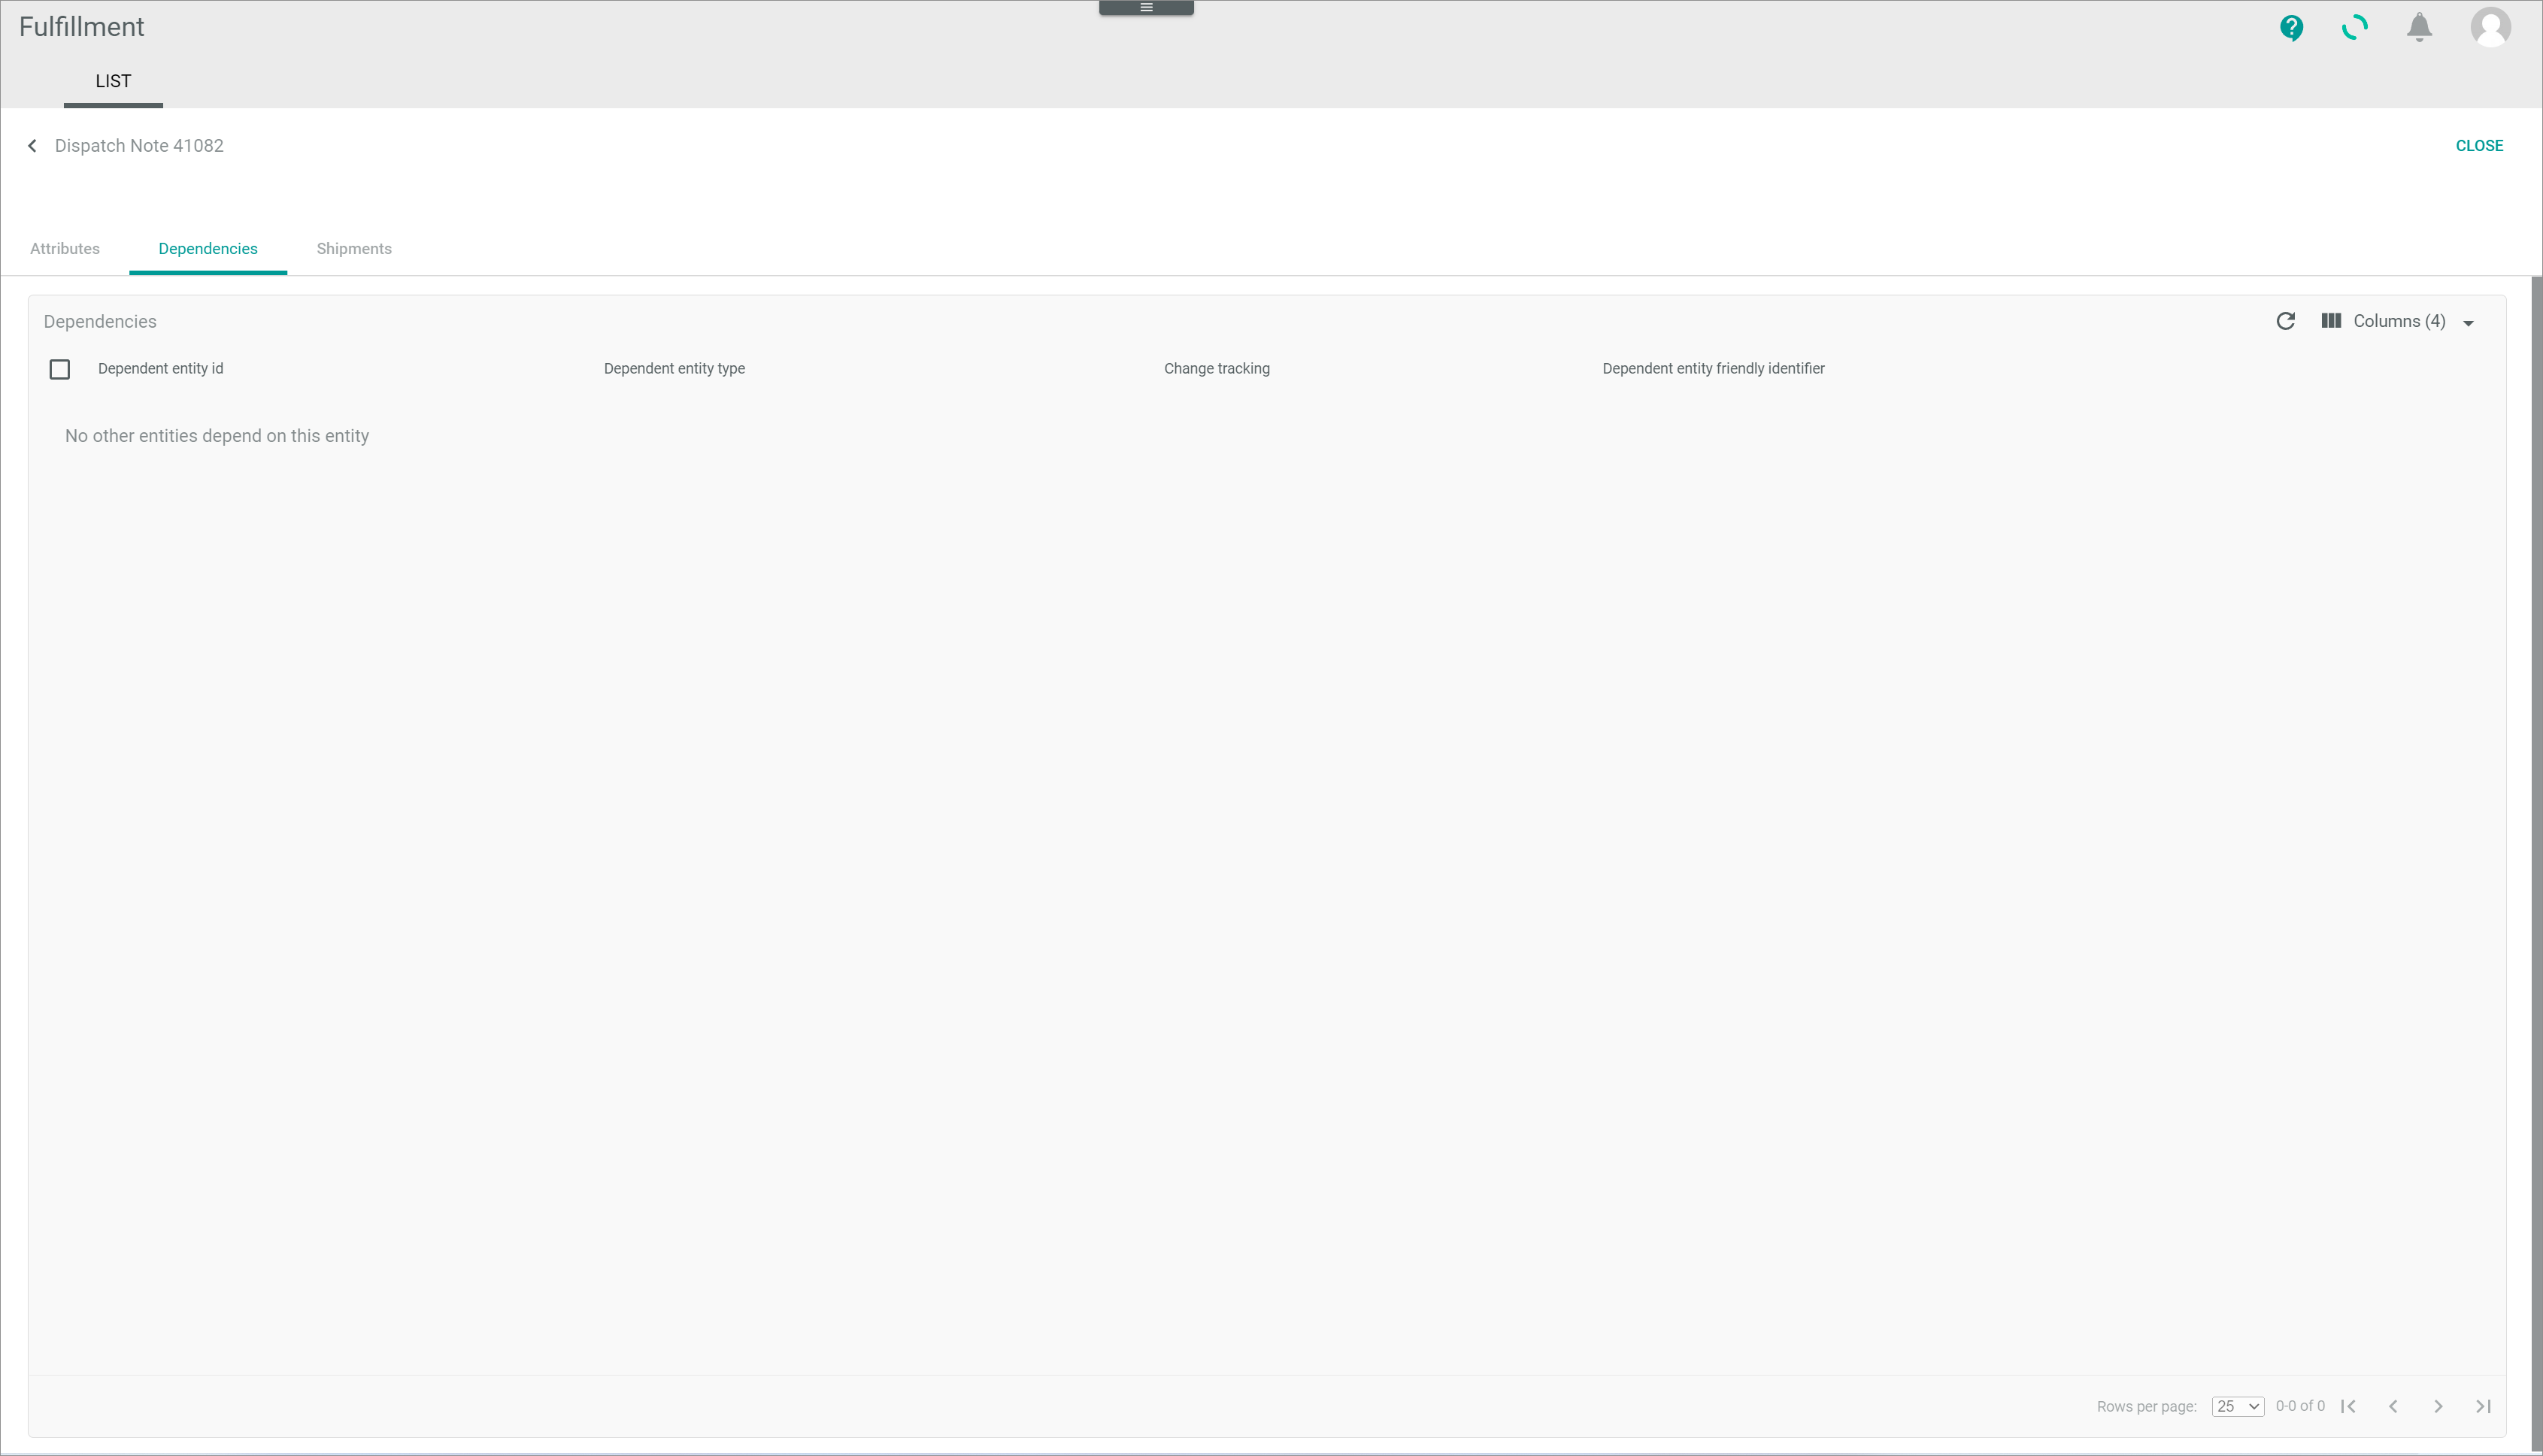 Fulfillment
LIST
Dispatch Note 41082
CLOSE
Attributes Dependencies Shipments
Dependencies Columns (4)
Dependent entity id Dependent entity type Change tracking Dependent entity friendly identifier
No other entities depend on this entity
Rows per page: 25 0-0 of 0